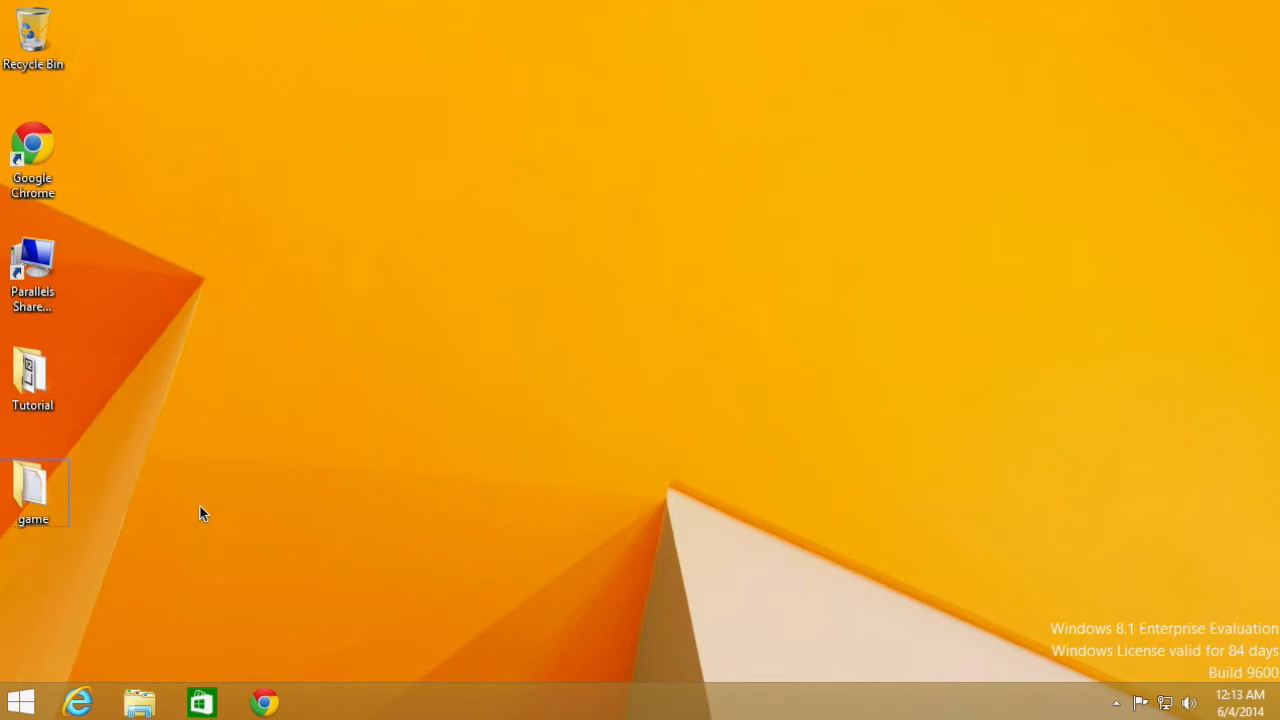 Recycle Bin
Google
Chrome
Parallels
Share...
Tutorial
game
Windows 8.1 Enterprise Evaluation
Windows License valid for 84 days
Build 9600
12:13 AM
6/4/2014